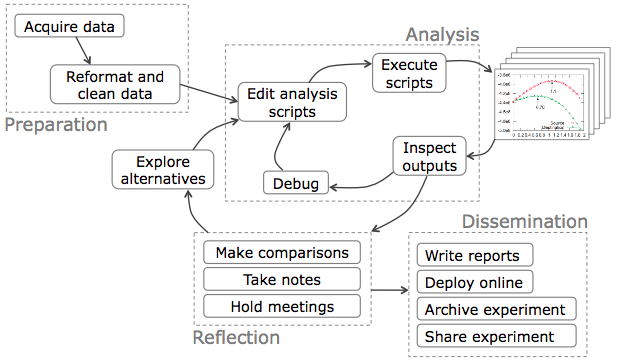 Acquire data
Reformat and
clean data
Preparation
Analysis
Edit analysis
scripts
Execute
scripts
Inspect
outputs
Debug
Explore
alternatives
Make comparisons
Take notes
Hold meetings
Reflection
Dissemination
Write reports
Deploy online
Archive experiment
Share experiment
Source